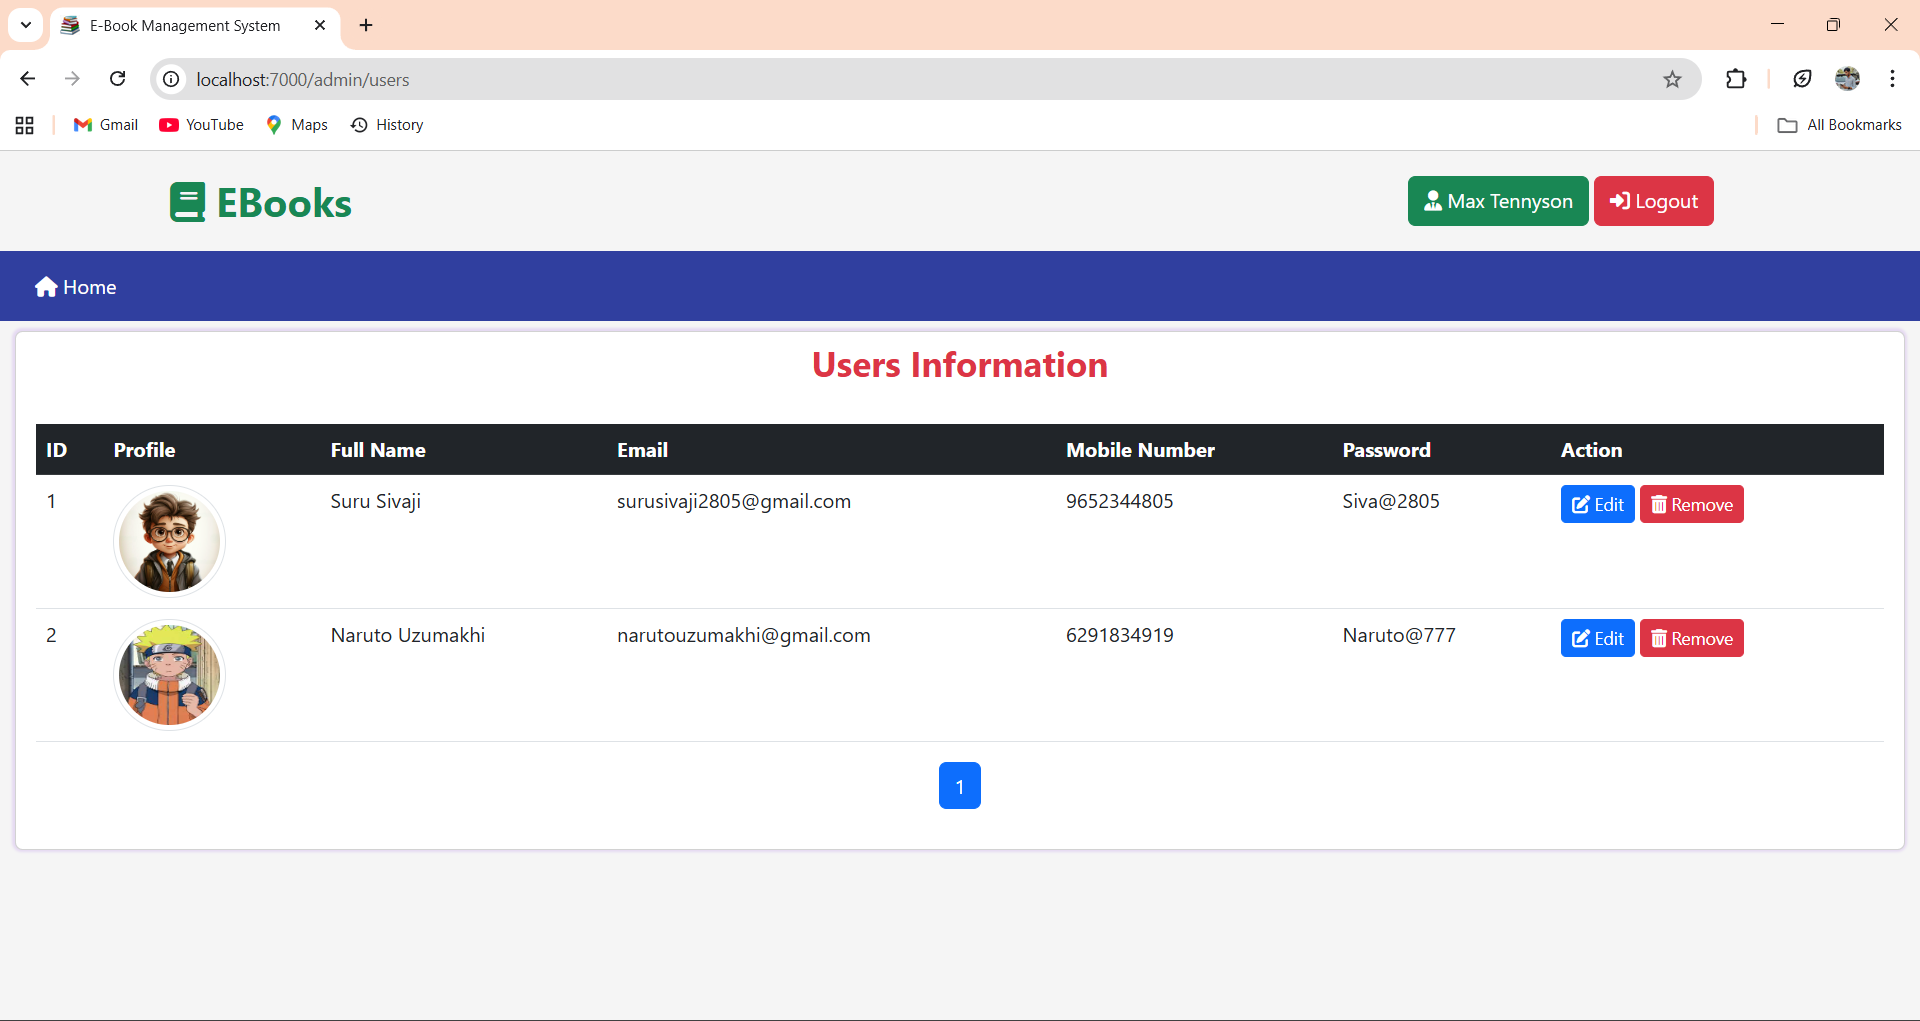 E-Book Management System
localhost:7000/admin/users
Gmail YouTube Maps History All Bookmarks
EBooks Max Tennyson Logout
Home
Users Information
ID Profile Full Name Email Mobile Number Password Action
1 Suru Sivaji surusivaji2805@gmail.com 9652344805 Siva@2805 Edit Remove
2 Naruto Uzumakhi narutouzumakhi@gmail.com 6291834919 Naruto@777 Edit Remove
1